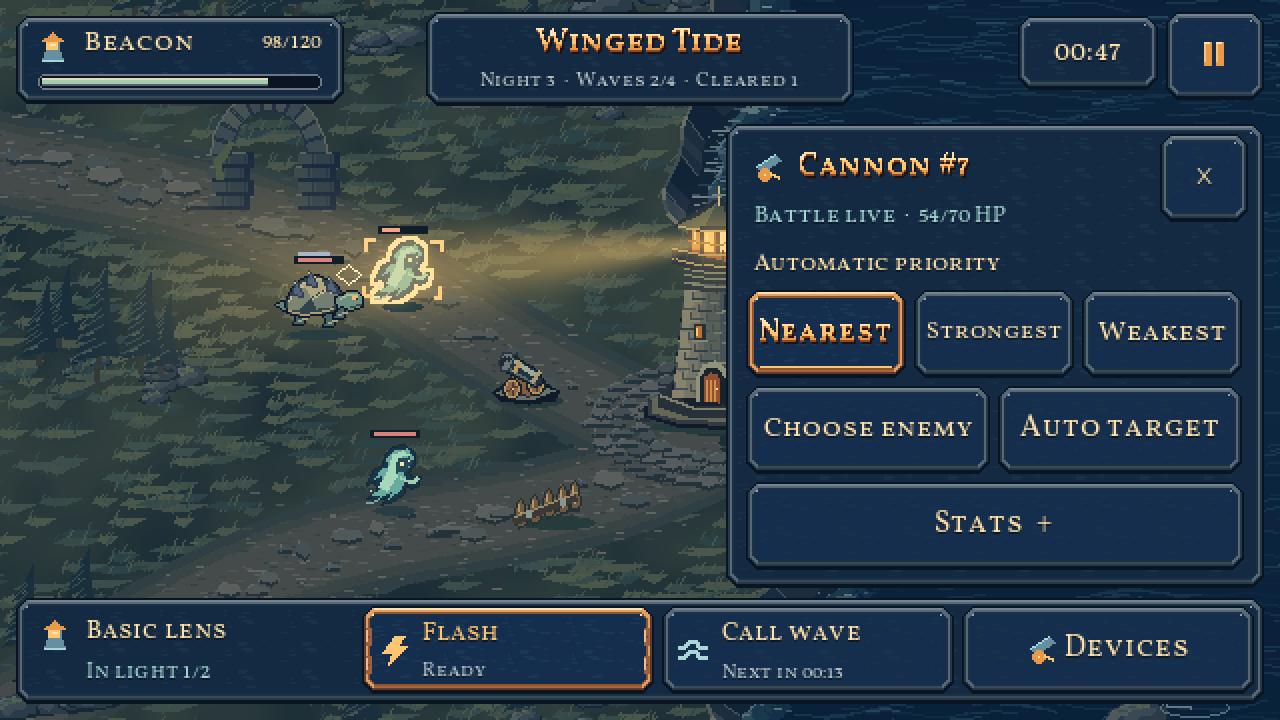 Beacon 98/120
Winged Tide
Night 3 · Waves 2/4 · Cleared 1
00:47
Cannon #7
X
Battle live · 54/70 HP
Automatic priority
Nearest
Strongest
Weakest
Choose enemy
Auto target
Stats +
Basic lens
In light 1/2
Flash
Ready
Call wave
Next in 00:13
Devices